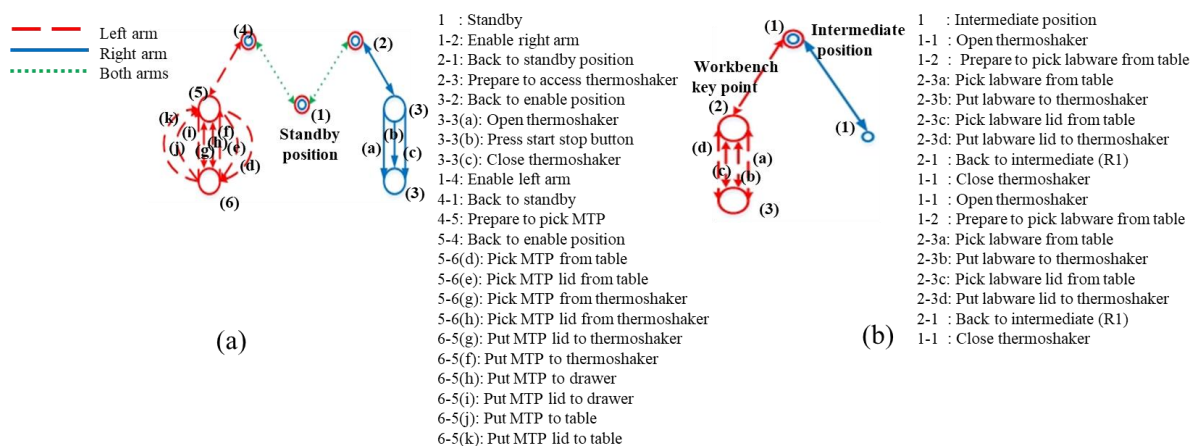 Left arm
Right arm
Both arms
(4)
(2)
(5)
(k)
(i)
(f)
(h)
(j)
(g)
(e)
(d)
(6)
(1)
Standby
position
(3)
(b)
(a)
(c)
(3)
(a)
1 : Standby
1-2: Enable right arm
2-1: Back to standby position
2-3: Prepare to access thermoshaker
3-2: Back to enable position
3-3(a): Open thermoshaker
3-3(b): Press start stop button
3-3(c): Close thermoshaker
1-4: Enable left arm
4-1: Back to standby
4-5: Prepare to pick MTP
5-4: Back to enable position
5-6(d): Pick MTP from table
5-6(e): Pick MTP lid from table
5-6(g): Pick MTP from thermoshaker
5-6(h): Pick MTP lid from thermoshaker
6-5(g): Put MTP lid to thermoshaker
6-5(f): Put MTP to thermoshaker
6-5(h): Put MTP to drawer
6-5(i): Put MTP lid to drawer
6-5(j): Put MTP to table
6-5(k): Put MTP lid to table
(1)
Intermediate
position
Workbench
key point
(2)
(1)
(d)
(a)
(c)
(b)
(3)
(b)
1 : Intermediate position
1-1 : Open thermoshaker
1-2 : Prepare to pick labware from table
2-3a: Pick labware from table
2-3b: Put labware to thermoshaker
2-3c: Pick labware lid from table
2-3d: Put labware lid to thermoshaker
2-1 : Back to intermediate (R1)
1-1 : Close thermoshaker
1-1 : Open thermoshaker
1-2 : Prepare to pick labware from table
2-3a: Pick labware from table
2-3b: Put labware to thermoshaker
2-3c: Pick labware lid from table
2-3d: Put labware lid to thermoshaker
2-1 : Back to intermediate (R1)
1-1 : Close thermoshaker